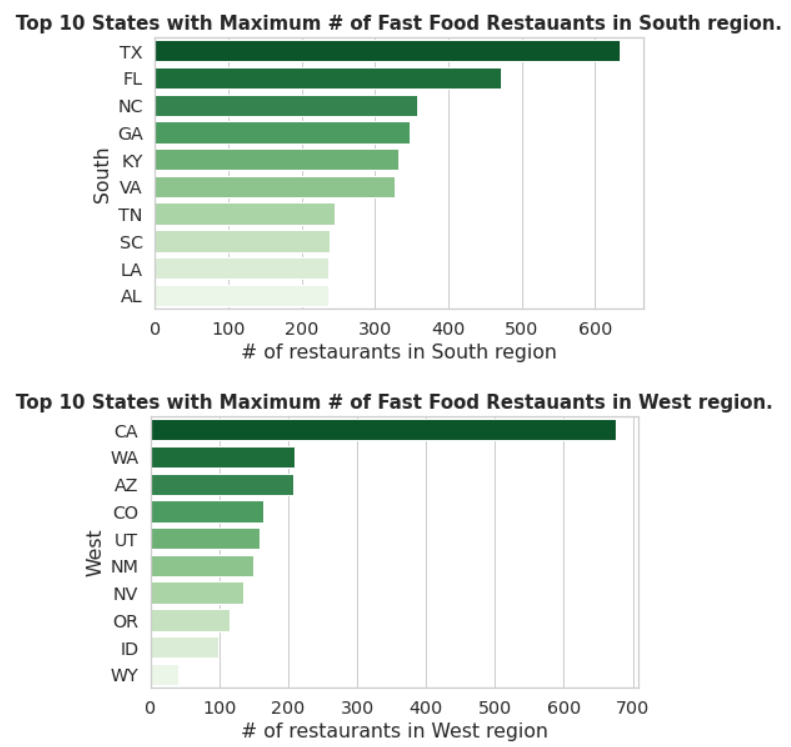 Top 10 States with Maximum # of Fast Food Restauants in South region.
TX
FL
NC
GA
KY
VA
TN
SC
LA
AL
South
0 100 200 300 400 500 600
# of restaurants in South region
Top 10 States with Maximum # of Fast Food Restauants in West region.
CA
WA
AZ
CO
UT
NM
NV
OR
ID
WY
West
0 100 200 300 400 500 600 700
# of restaurants in West region